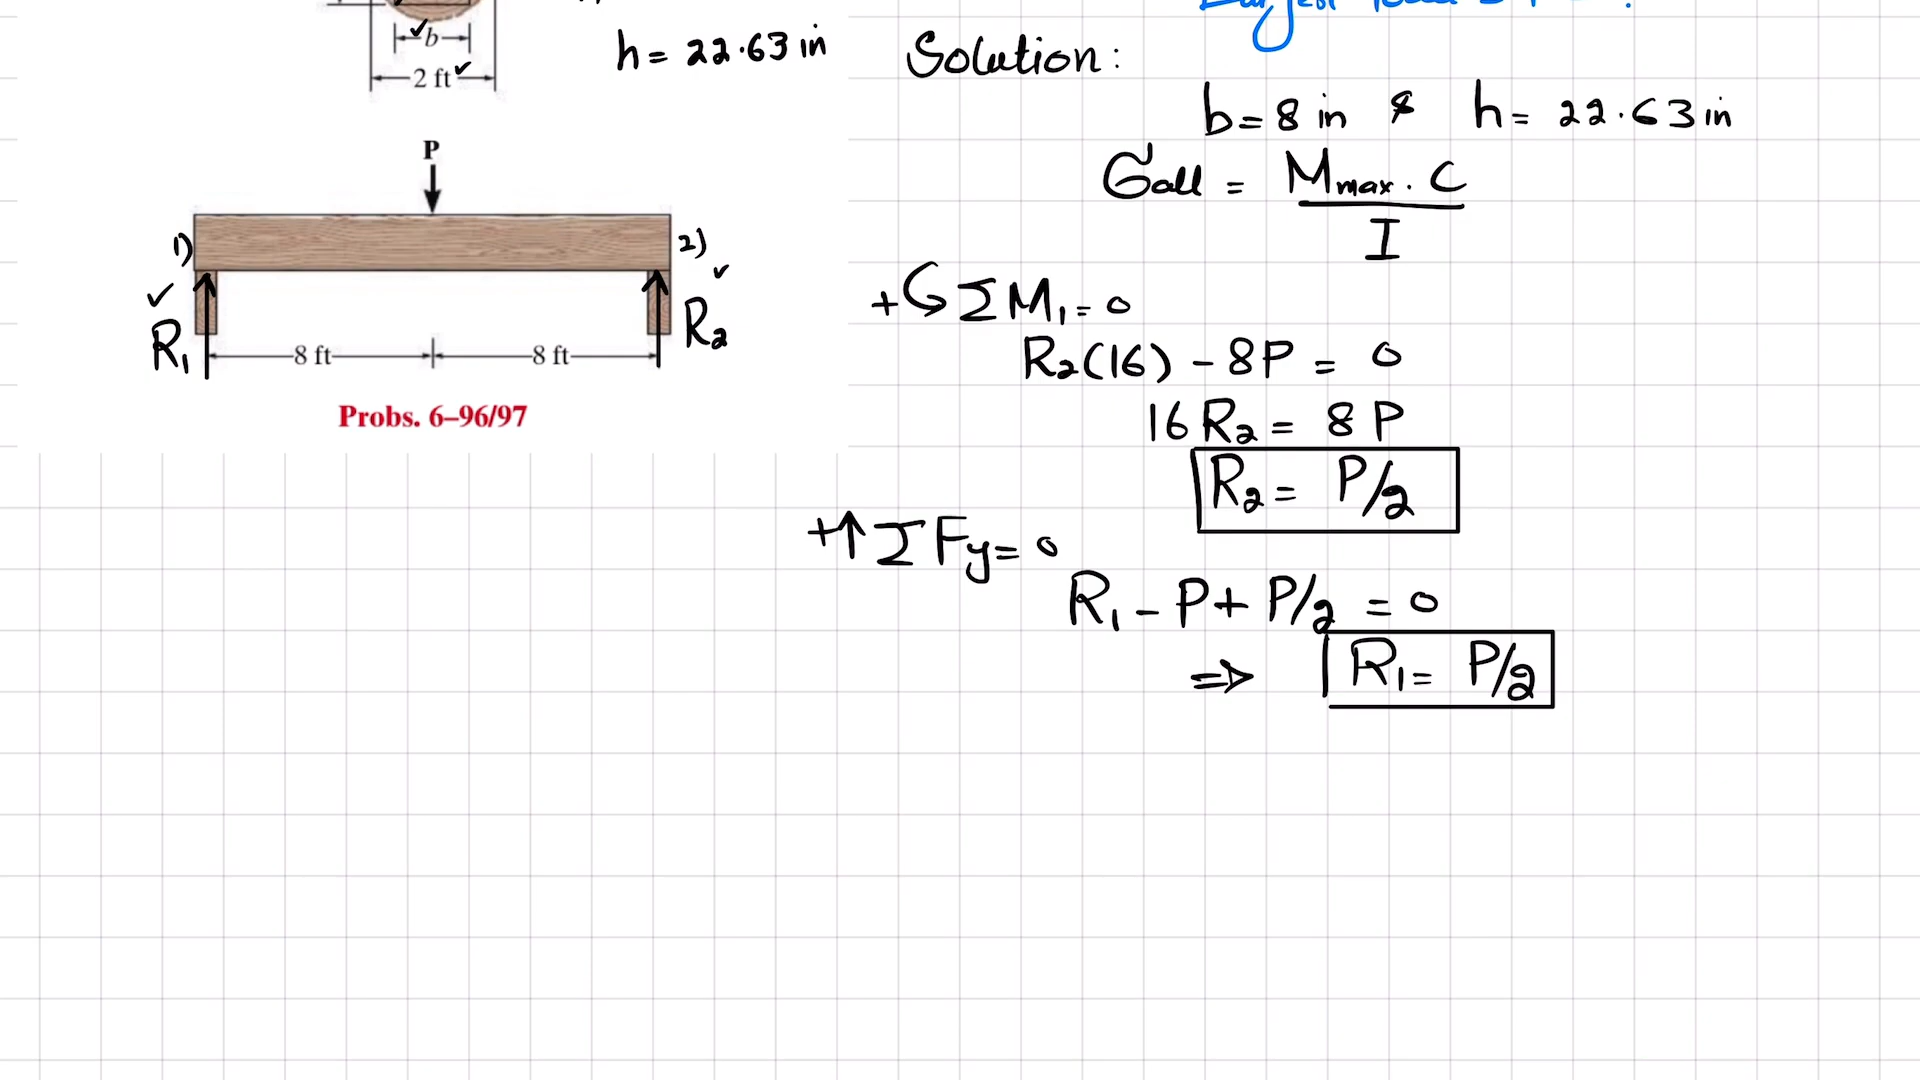 b
2 ft
h = 22.63 in
Solution:
b = 8 in & h = 22.63 in
σall = Mmax . C / I
P
1)
2)
R1
R2
8 ft
8 ft
Probs. 6–96/97
+ ΣM1 = 0
R2(16) - 8P = 0
16 R2 = 8 P
R2 = P/2
+↑ ΣFy = 0
R1 - P + P/2 = 0
⇒ R1 = P/2